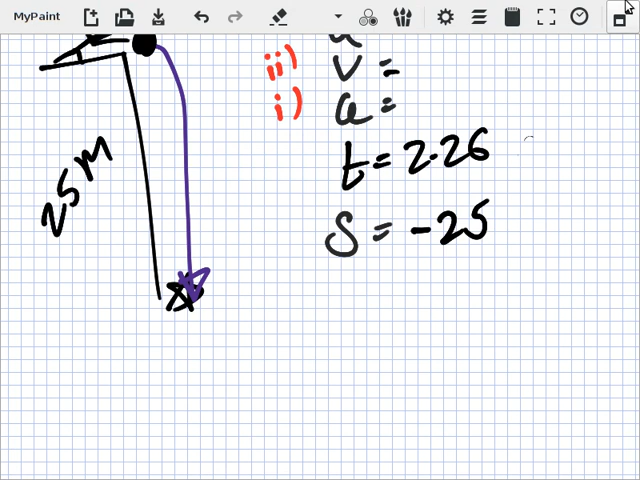 MyPaint
ii) v =
i) a =
25m
t = 2.26
S = -25